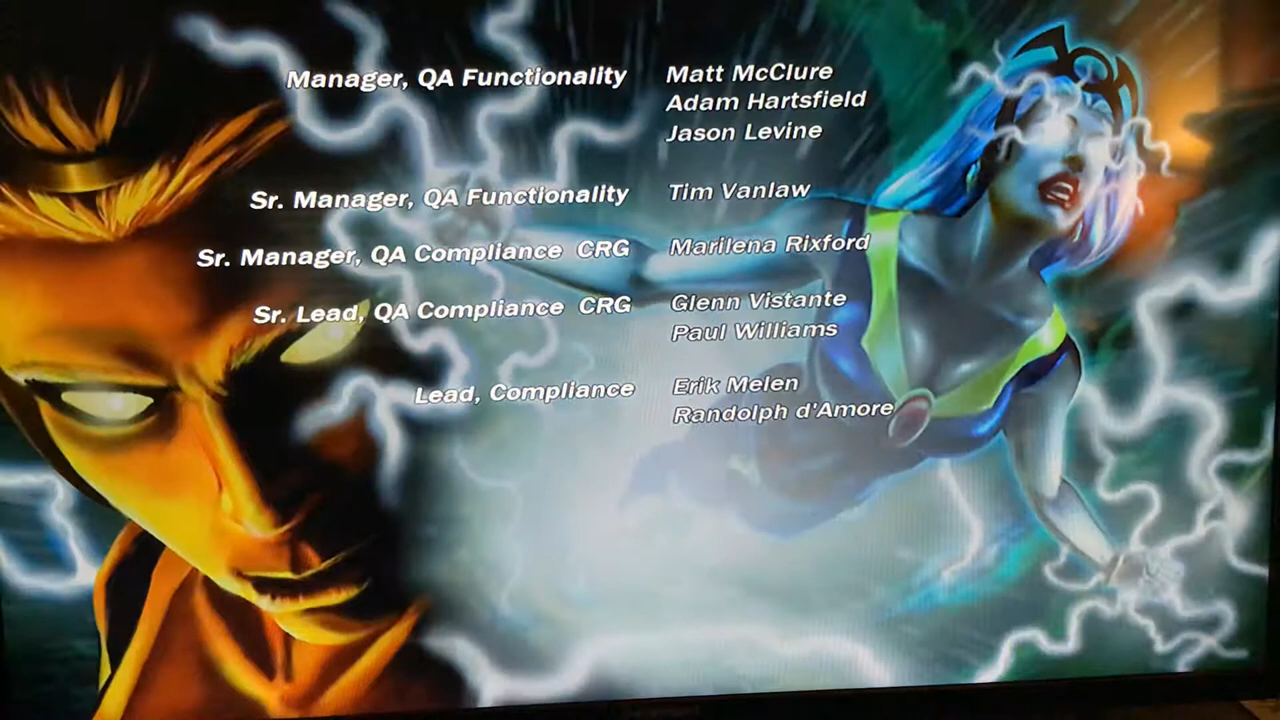 Manager, QA Functionality Matt McClure
Adam Hartsfield
Jason Levine
Sr. Manager, QA Functionality Tim Vanlaw
Sr. Manager, QA Compliance CRG Marilena Rixford
Sr. Lead, QA Compliance CRG Glenn Vistante
Paul Williams
Lead, Compliance Erik Melen
Randolph d'Amore